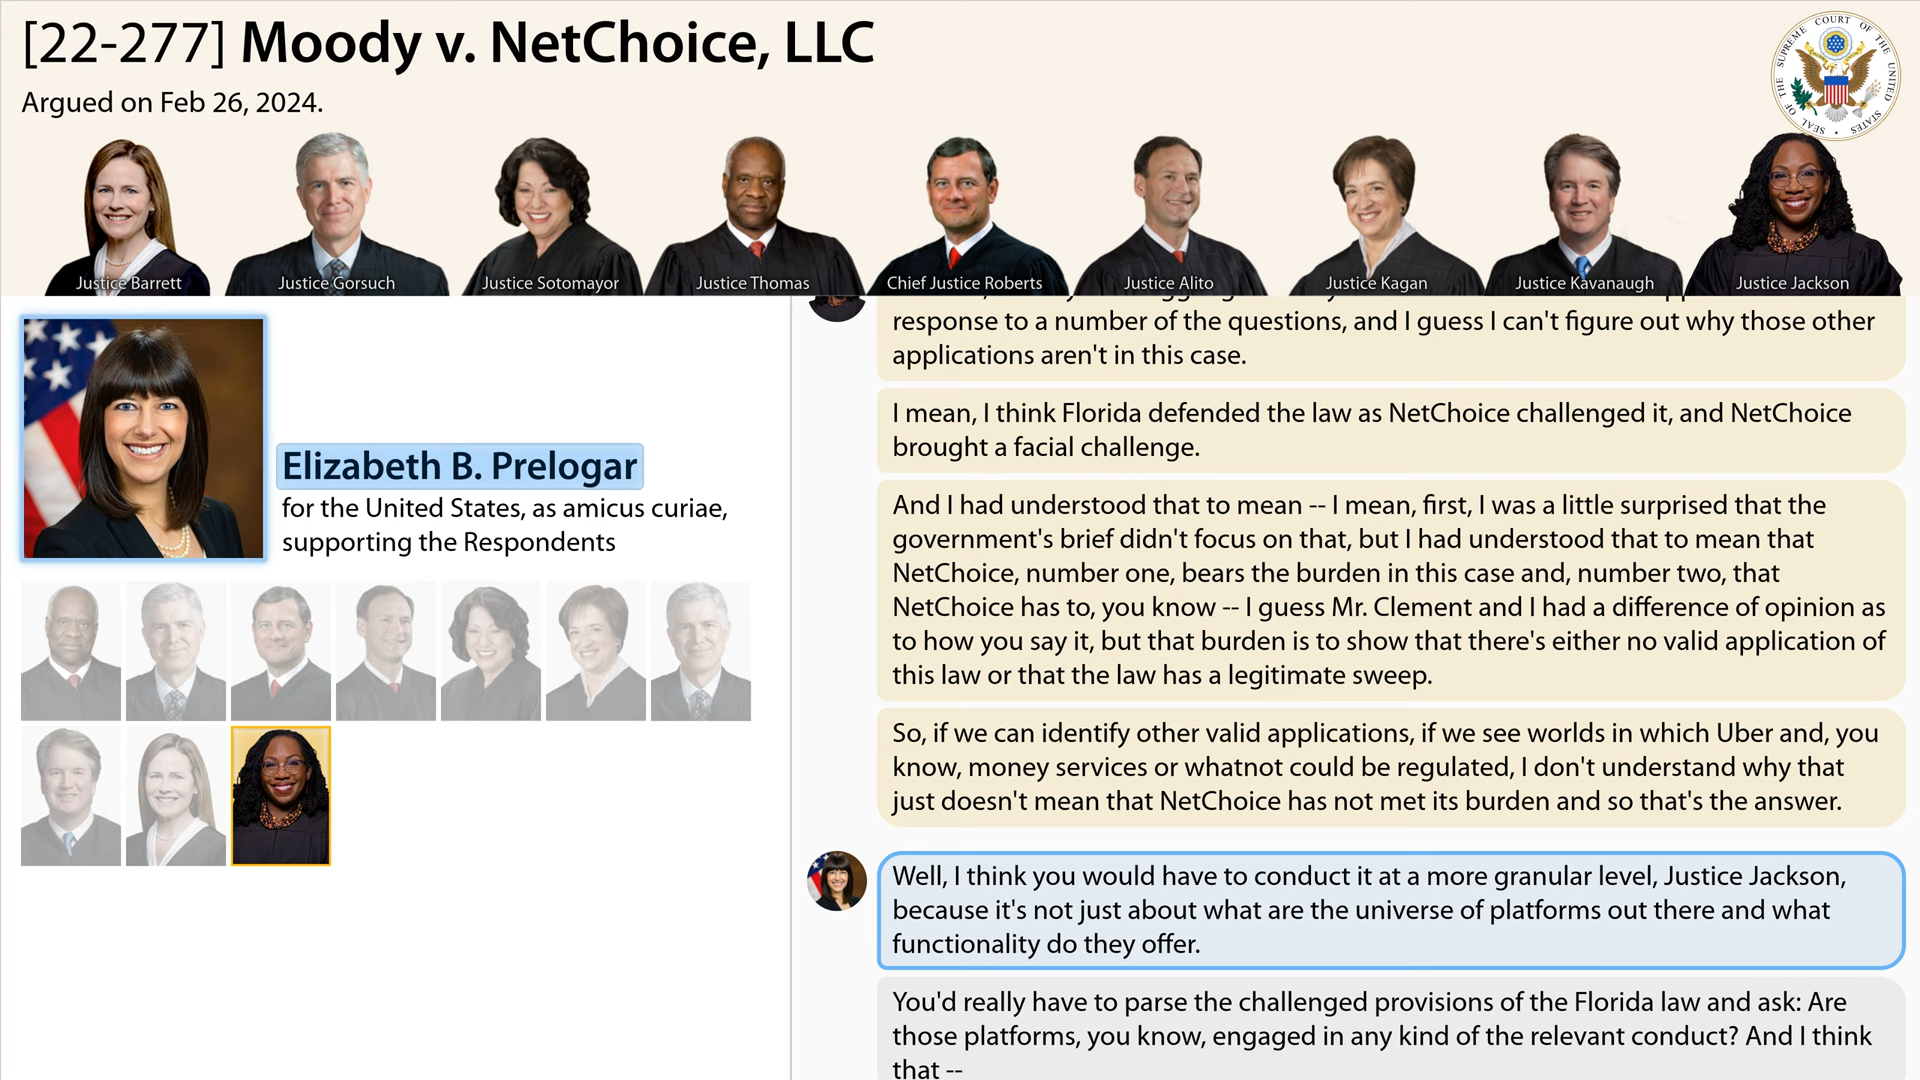 [22-277] Moody v. NetChoice, LLC
Argued on Feb 26, 2024.
SEAL OF THE SUPREME COURT OF THE UNITED STATES
Justice Barrett
Justice Gorsuch
Justice Sotomayor
Justice Thomas
Chief Justice Roberts
Justice Alito
Justice Kagan
Justice Kavanaugh
Justice Jackson
Elizabeth B. Prelogar
for the United States, as amicus curiae,
supporting the Respondents
response to a number of the questions, and I guess I can't figure out why those other
applications aren't in this case.
I mean, I think Florida defended the law as NetChoice challenged it, and NetChoice
brought a facial challenge.
And I had understood that to mean -- I mean, first, I was a little surprised that the
government's brief didn't focus on that, but I had understood that to mean that
NetChoice, number one, bears the burden in this case and, number two, that
NetChoice has to, you know -- I guess Mr. Clement and I had a difference of opinion as
to how you say it, but that burden is to show that there's either no valid application of
this law or that the law has a legitimate sweep.
So, if we can identify other valid applications, if we see worlds in which Uber and, you
know, money services or whatnot could be regulated, I don't understand why that
just doesn't mean that NetChoice has not met its burden and so that's the answer.
Well, I think you would have to conduct it at a more granular level, Justice Jackson,
because it's not just about what are the universe of platforms out there and what
functionality do they offer.
You'd really have to parse the challenged provisions of the Florida law and ask: Are
those platforms, you know, engaged in any kind of the relevant conduct? And I think
that --